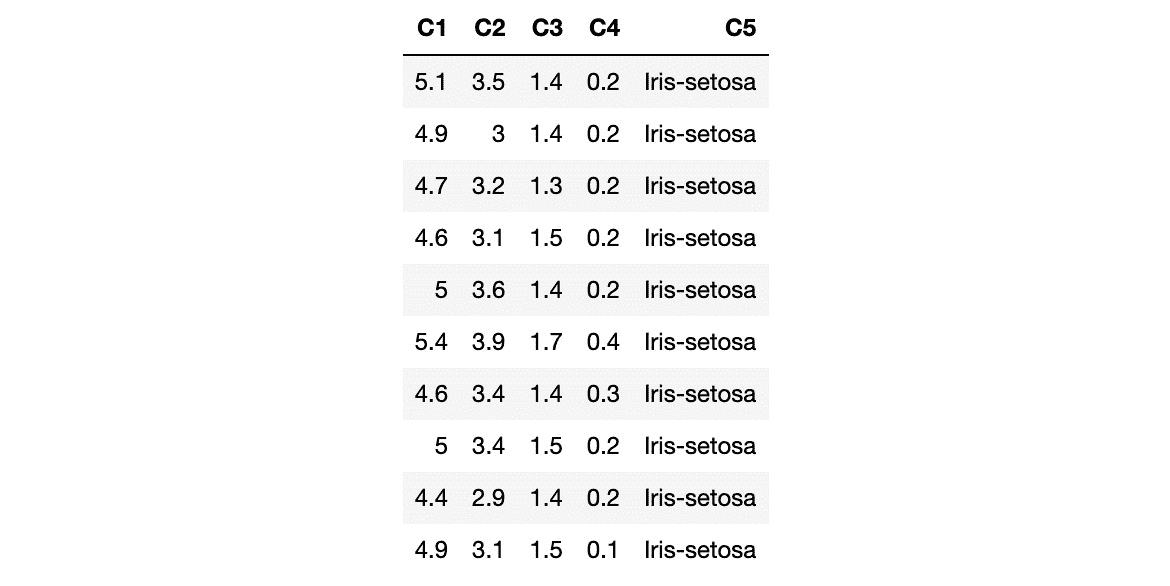 C1 C2 C3 C4 C5
5.1 3.5 1.4 0.2 Iris-setosa
4.9 3 1.4 0.2 Iris-setosa
4.7 3.2 1.3 0.2 Iris-setosa
4.6 3.1 1.5 0.2 Iris-setosa
5 3.6 1.4 0.2 Iris-setosa
5.4 3.9 1.7 0.4 Iris-setosa
4.6 3.4 1.4 0.3 Iris-setosa
5 3.4 1.5 0.2 Iris-setosa
4.4 2.9 1.4 0.2 Iris-setosa
4.9 3.1 1.5 0.1 Iris-setosa